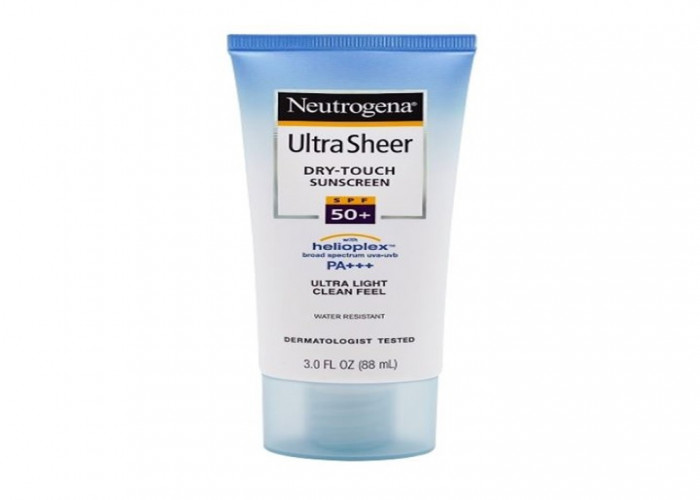 Neutrogena®
Ultra Sheer
DRY-TOUCH
SUNSCREEN
SPF
50+
with
helioplex™
broad spectrum uva-uvb
PA+++
ULTRA LIGHT
CLEAN FEEL
WATER RESISTANT
DERMATOLOGIST TESTED
3.0 FL OZ (88 mL)